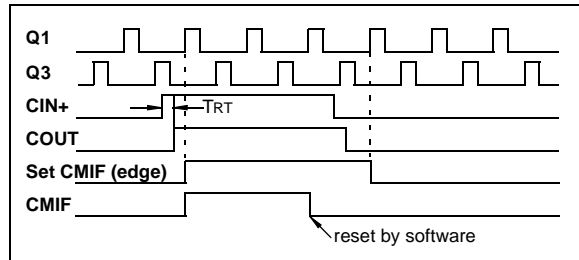 Q1
Q3
CIN+
TRT
COUT
Set CMIF (edge)
CMIF
reset by software